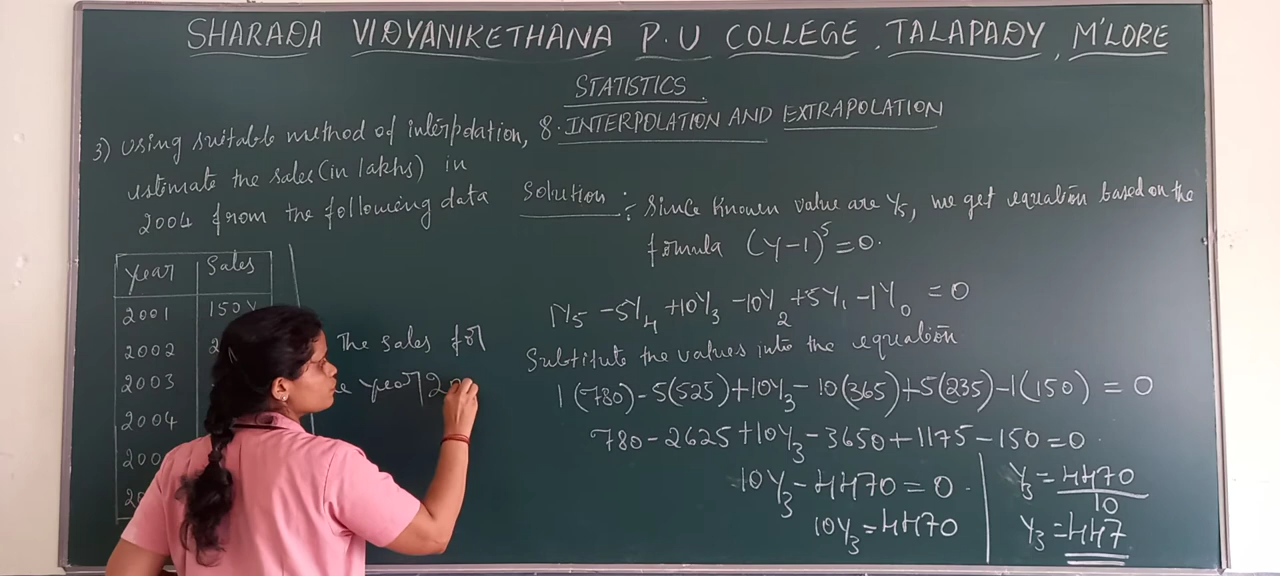 SHARADA VIDYANIKETHANA P.U COLLEGE, TALAPADY, M'LORE
STATISTICS
8. INTERPOLATION AND EXTRAPOLATION
3) Using suitable method of interpolation,
estimate the sales (in lakhs) in
2004 from the following data
year Sales
2001 150 Y
2002 2
2003
2004
200
2
The sales for
year 2
Solution :- Since known value are Y5, we get equation based on the
formula (Y-1)^5=0.
1Y5 -5Y4 +10Y3 -10Y2 +5Y1 -1Y0 = 0
Substitute the values into the equation
1(780)-5(525)+10Y3-10(365)+5(235)-1(150) = 0
780-2625+10Y3-3650+1175-150=0.
10Y3-4470=0.
10Y3=4470
Y3=4470/10
Y3=447